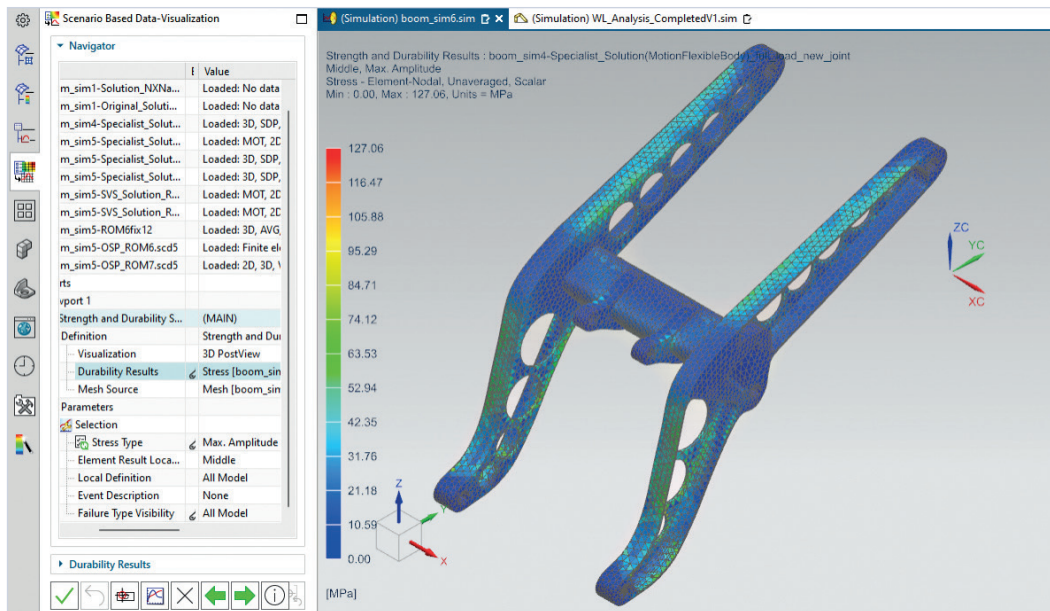 Scenario Based Data-Visualization
(Simulation) boom_sim6.sim
(Simulation) WL_Analysis_CompletedV1.sim
Navigator
Value
m_sim1-Solution_NXNa... Loaded: No data
m_sim1-Original_Soluti... Loaded: No data
m_sim4-Specialist_Solut... Loaded: 3D, SDP,
m_sim5-Specialist_Solut... Loaded: MOT, 2D
m_sim5-Specialist_Solut... Loaded: 3D, SDP,
m_sim5-Specialist_Solut... Loaded: 3D, SDP,
m_sim5-SVS_Solution_R... Loaded: MOT, 2D
m_sim5-SVS_Solution_R... Loaded: MOT, 2D
m_sim5-ROM6fix12 Loaded: 3D, AVG,
m_sim5-OSP_ROM6.scd5 Loaded: Finite el
m_sim5-OSP_ROM7.scd5 Loaded: 2D, 3D, V
rts
wport 1
Strength and Durability S... (MAIN)
Definition Strength and Dur
Visualization 3D PostView
Durability Results Stress [boom_sin
Mesh Source Mesh [boom_sim
Parameters
Selection
Stress Type Max. Amplitude
Element Result Loca... Middle
Local Definition All Model
Event Description None
Failure Type Visibility All Model
Durability Results
Strength and Durability Results : boom_sim4-Specialist_Solution(MotionFlexibleBody)_full_load_new_joint
Middle, Max. Amplitude
Stress - Element-Nodal, Unaveraged, Scalar
Min : 0.00, Max : 127.06, Units = MPa
127.06
116.47
105.88
95.29
84.71
74.12
63.53
52.94
42.35
31.76
21.18
10.59
0.00
[MPa]
Z
Y
X
ZC
YC
XC